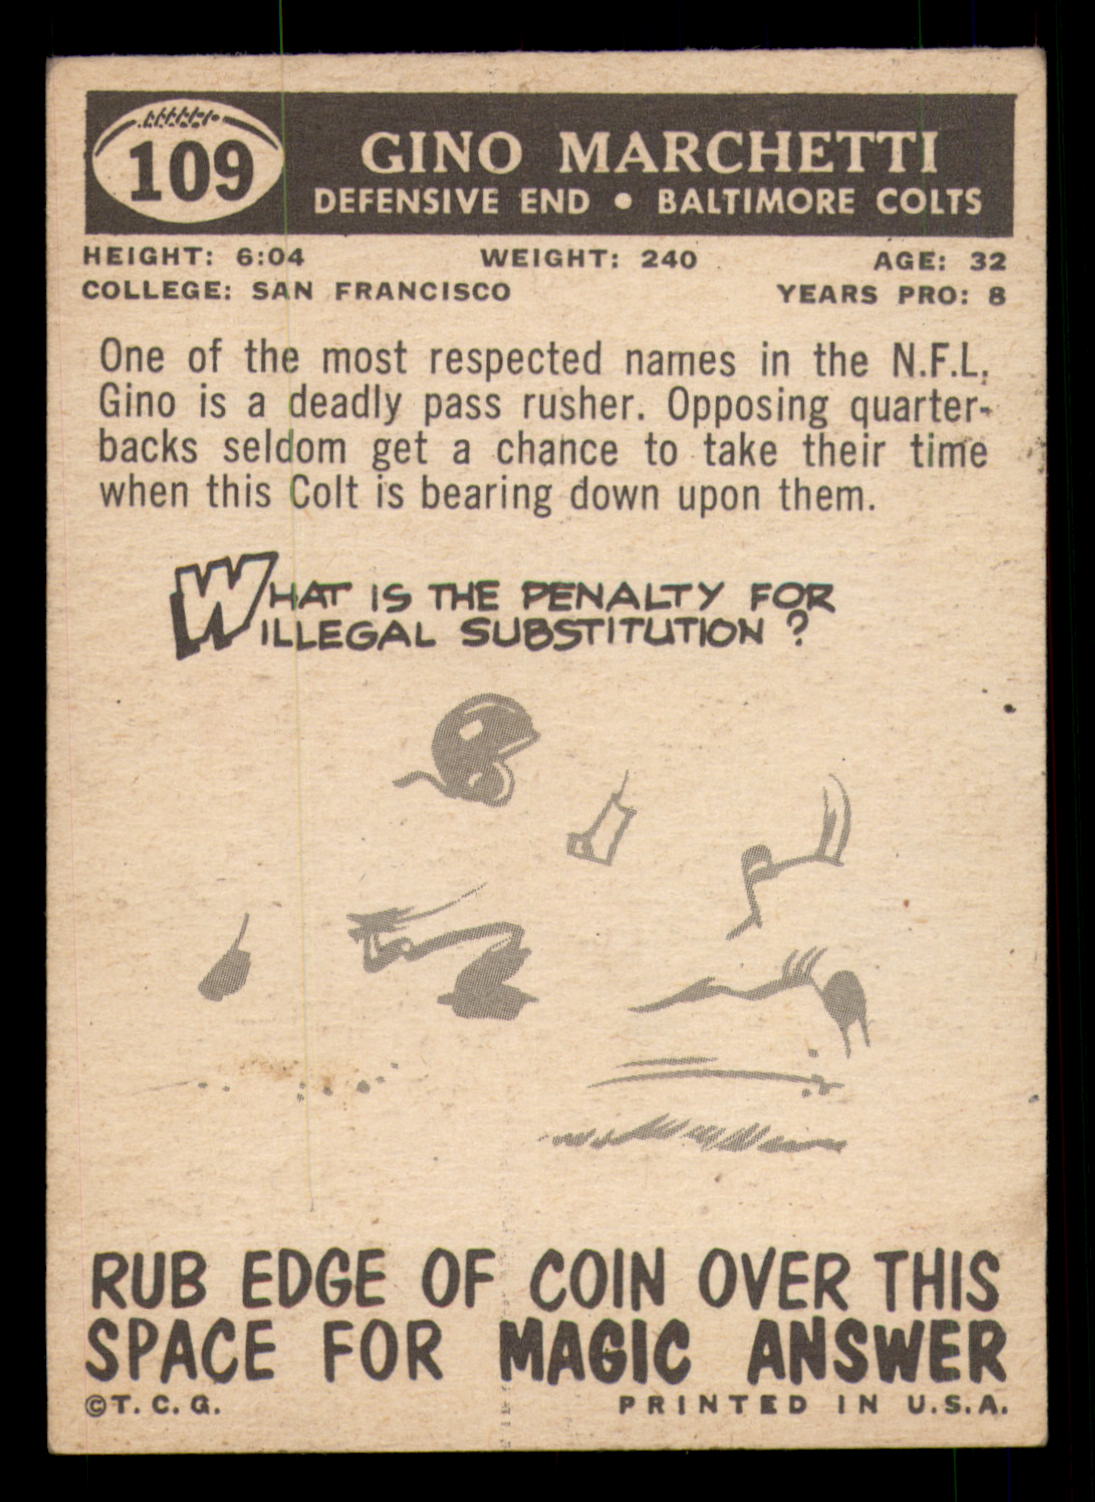 109
GINO MARCHETTI
DEFENSIVE END • BALTIMORE COLTS
HEIGHT: 6:04 WEIGHT: 240 AGE: 32
COLLEGE: SAN FRANCISCO YEARS PRO: 8
One of the most respected names in the N.F.L.,
Gino is a deadly pass rusher. Opposing quarter-
backs seldom get a chance to take their time
when this Colt is bearing down upon them.
WHAT IS THE PENALTY FOR
ILLEGAL SUBSTITUTION?
RUB EDGE OF COIN OVER THIS
SPACE FOR MAGIC ANSWER
©T. C. G. PRINTED IN U.S.A.